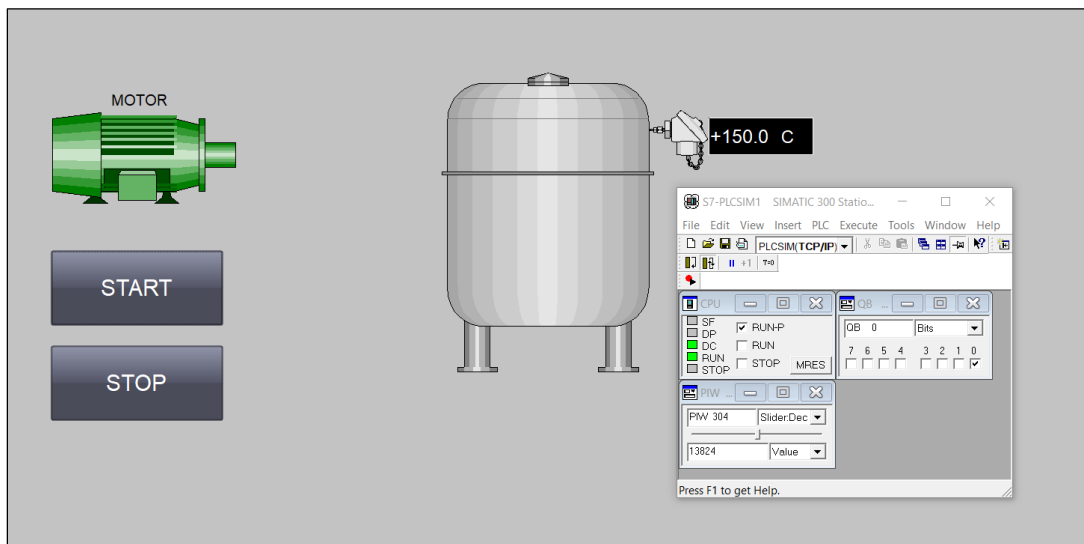 MOTOR
+150.0 C
START
STOP
S7-PLCSIM1 SIMATIC 300 Statio...
File Edit View Insert PLC Execute Tools Window Help
PLCSIM(TCP/IP)
+1 T=0
CPU
SF
DP
DC
RUN
STOP
RUN-P
RUN
STOP
MRES
QB ...
QB 0 Bits
7 6 5 4 3 2 1 0
PIW ...
PIW 304 Slider:Dec
13824 Value
Press F1 to get Help.